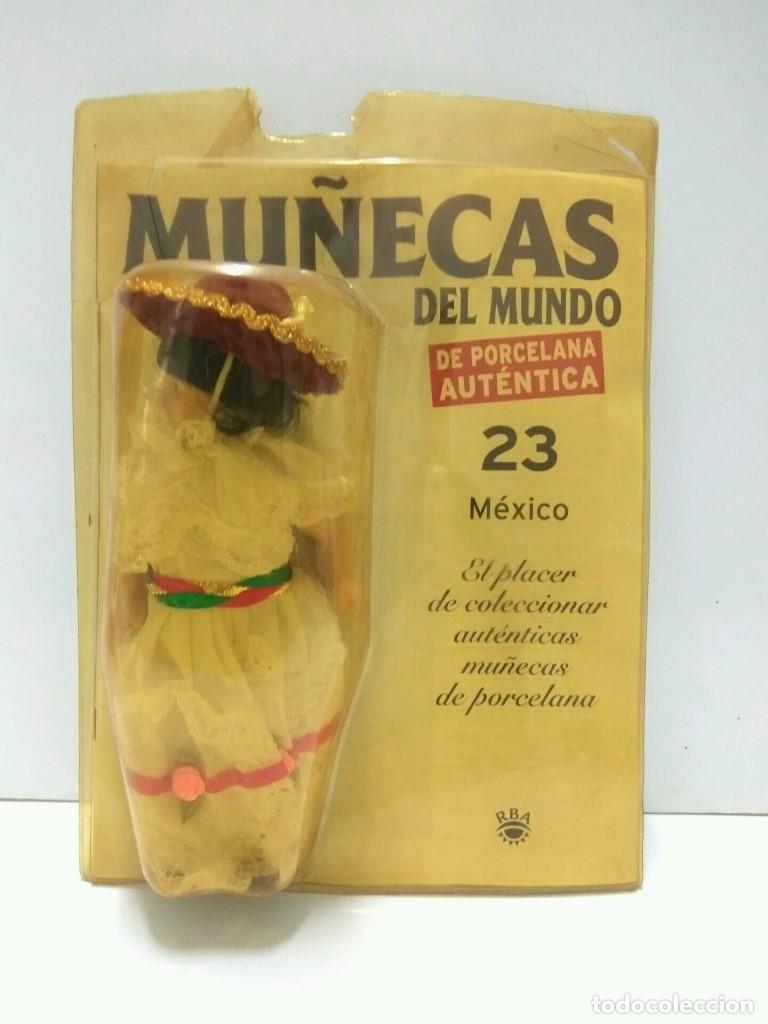 MUÑECAS
DEL MUNDO
DE PORCELANA
AUTÉNTICA
23
México
El placer
de coleccionar
auténticas
muñecas
de porcelana
RBA
todocoleccion